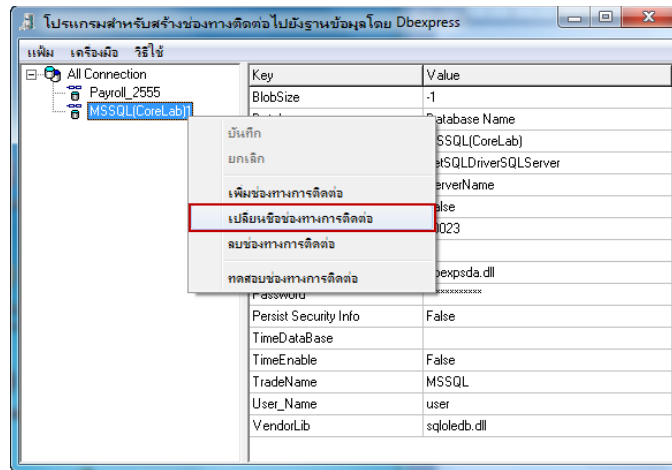 โปรแกรมสำหรับสร้างช่องทางติดต่อไปยังฐานข้อมูลโดย Dbexpress
แฟ้ม เครื่องมือ วิธีใช้
All Connection
Payroll_2555
MSSQL(CoreLab)1
บันทึก
ยกเลิก
เพิ่มช่องทางการติดต่อ
เปลี่ยนชื่อช่องทางการติดต่อ
ลบช่องทางการติดต่อ
ทดสอบช่องทางการติดต่อ
Key Value
BlobSize -1
Database Name
SSQL(CoreLab)
etSQLDriverSQLServer
erverName
alse
0023
bexpsda.dll
Password xxxxxxxxxx
Persist Security Info False
TimeDataBase
TimeEnable False
TradeName MSSQL
User_Name user
VendorLib sqloledb.dll